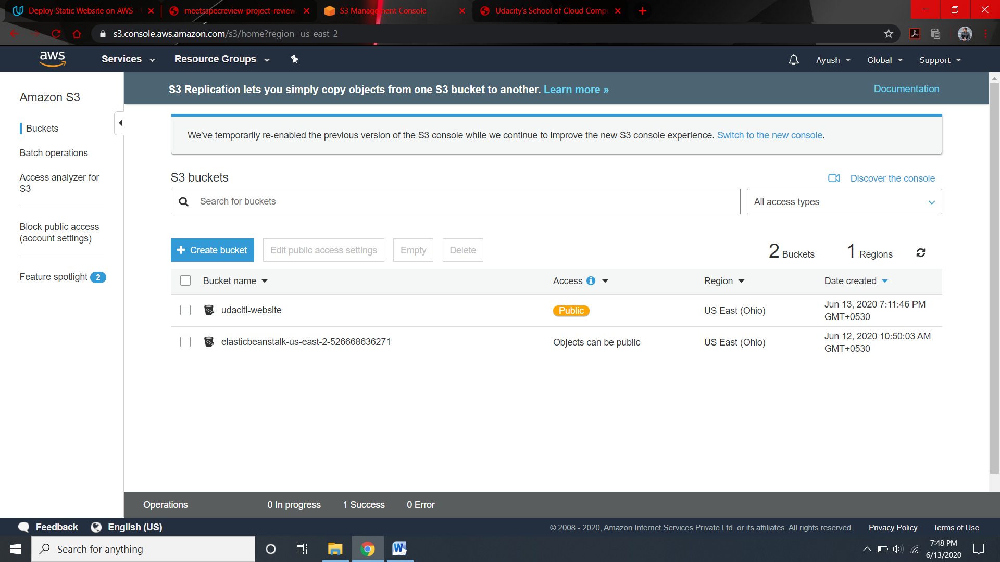 Deploy Static Website on AWS -
meetsspecreview-project-review.
S3 Management Console
Udacity's School of Cloud Comp
s3.console.aws.amazon.com/s3/home?region=us-east-2
aws
Services
Resource Groups
Ayush
Global
Support
Amazon S3
Buckets
Batch operations
Access analyzer for
S3
Block public access
(account settings)
Feature spotlight 2
S3 Replication lets you simply copy objects from one S3 bucket to another. Learn more »
Documentation
We've temporarily re-enabled the previous version of the S3 console while we continue to improve the new S3 console experience. Switch to the new console.
S3 buckets
Discover the console
Search for buckets
All access types
Create bucket
Edit public access settings
Empty
Delete
2 Buckets
1 Regions
Bucket name
Access
Region
Date created
udaciti-website
Public
US East (Ohio)
Jun 13, 2020 7:11:46 PM
GMT+0530
elasticbeanstalk-us-east-2-526668636271
Objects can be public
US East (Ohio)
Jun 12, 2020 10:50:03 AM
GMT+0530
Operations
0 In progress
1 Success
0 Error
Feedback
English (US)
© 2008 - 2020, Amazon Internet Services Private Ltd. or its affiliates. All rights reserved.
Privacy Policy
Terms of Use
Search for anything
7:48 PM
6/13/2020